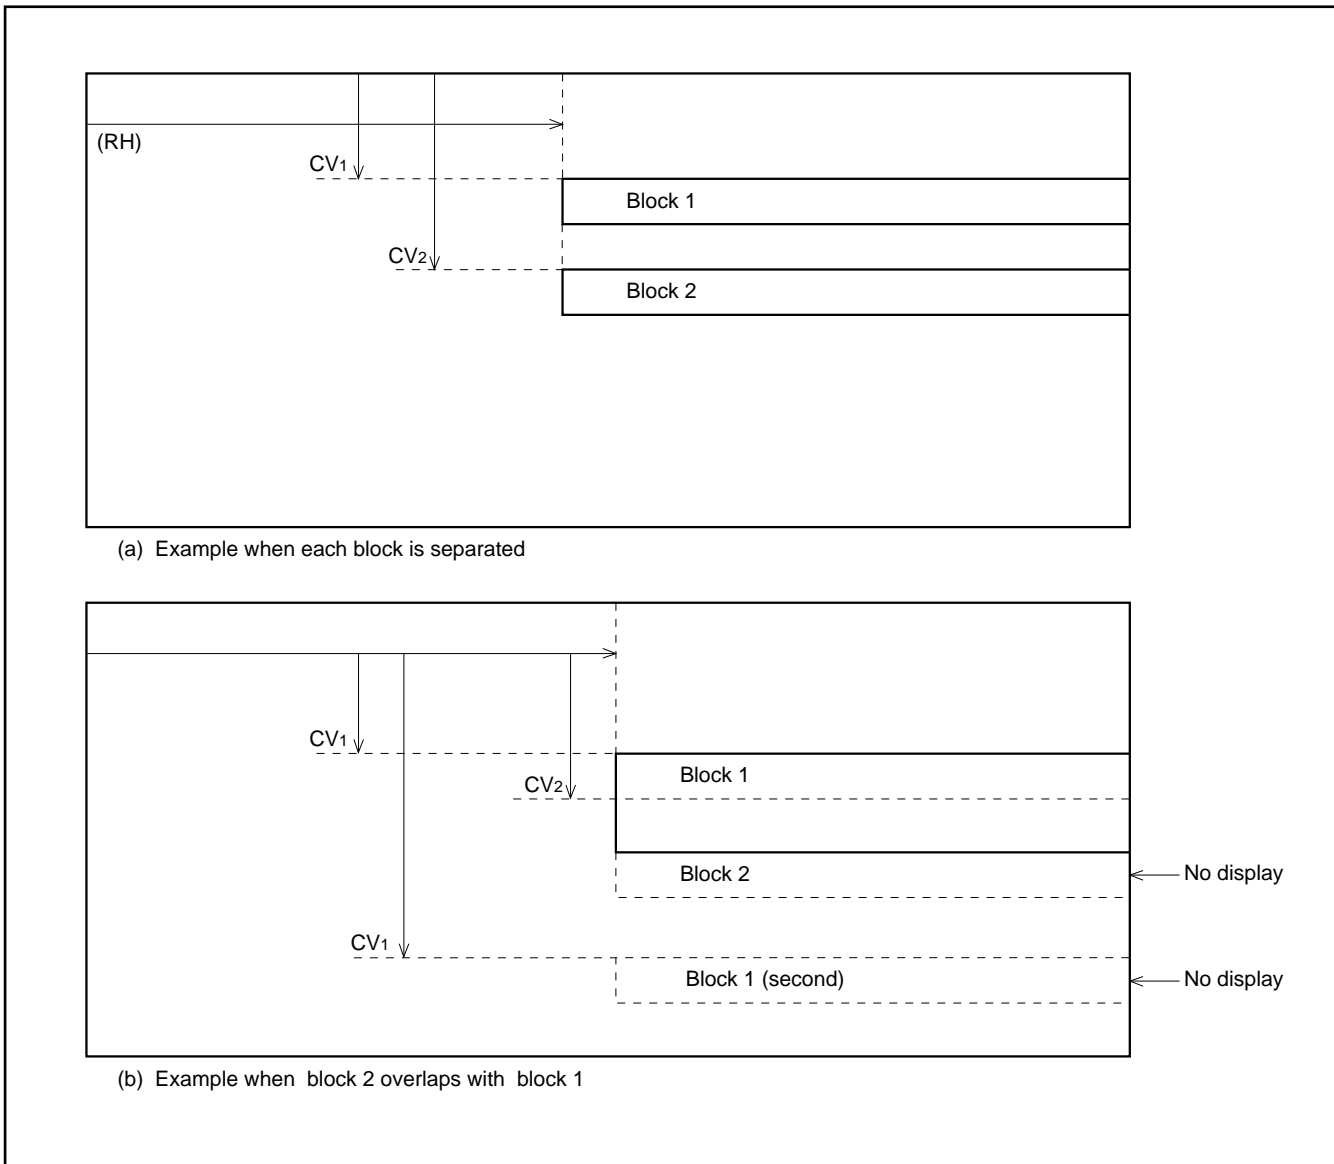 (RH)
CV1
Block 1
CV2
Block 2
(a) Example when each block is separated
CV1
Block 1
CV2
Block 2
No display
CV1
Block 1 (second)
No display
(b) Example when block 2 overlaps with block 1